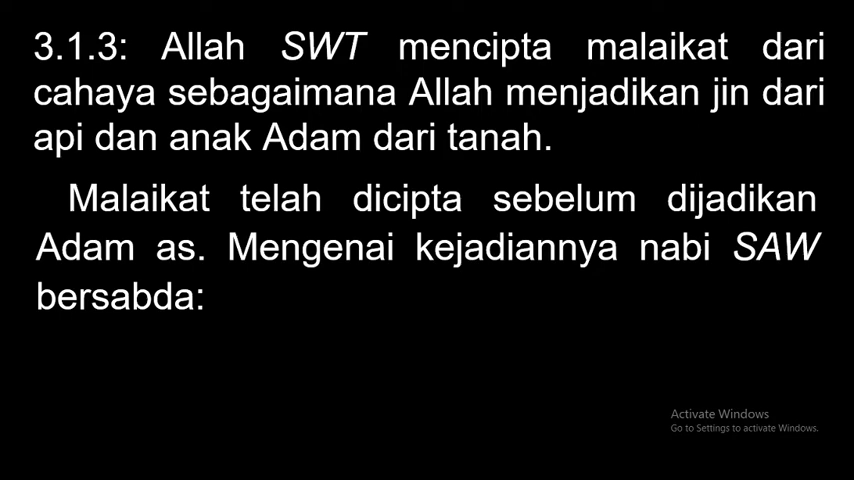 3.1.3: Allah SWT mencipta malaikat dari
cahaya sebagaimana Allah menjadikan jin dari
api dan anak Adam dari tanah.
Malaikat telah dicipta sebelum dijadikan
Adam as. Mengenai kejadiannya nabi SAW
bersabda:
Activate Windows
Go to Settings to activate Windows.